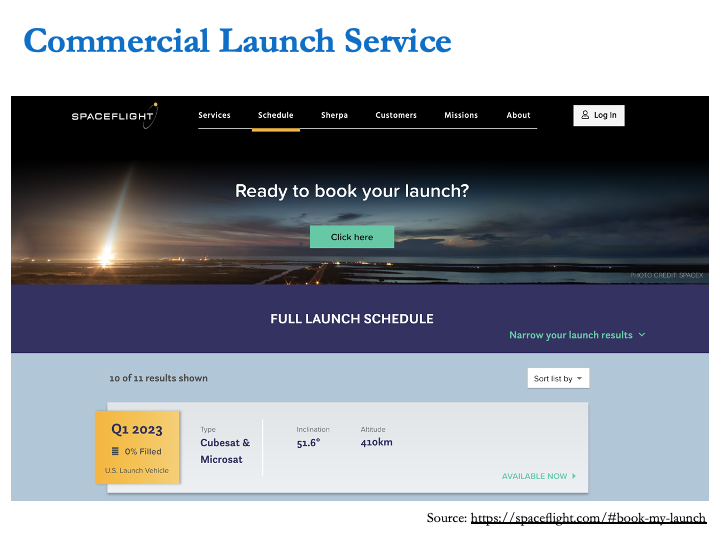 Commercial Launch Service
SPACEFLIGHT
Services Schedule Sherpa Customers Missions About Log In
Ready to book your launch?
Click here
PHOTO CREDIT: SPACEX
FULL LAUNCH SCHEDULE
Narrow your launch results
10 of 11 results shown
Sort list by
Q1 2023
0% Filled
U.S. Launch Vehicle
Type
Cubesat &
Microsat
Inclination
51.6°
Altitude
410km
AVAILABLE NOW
Source: https://spaceflight.com/#book-my-launch